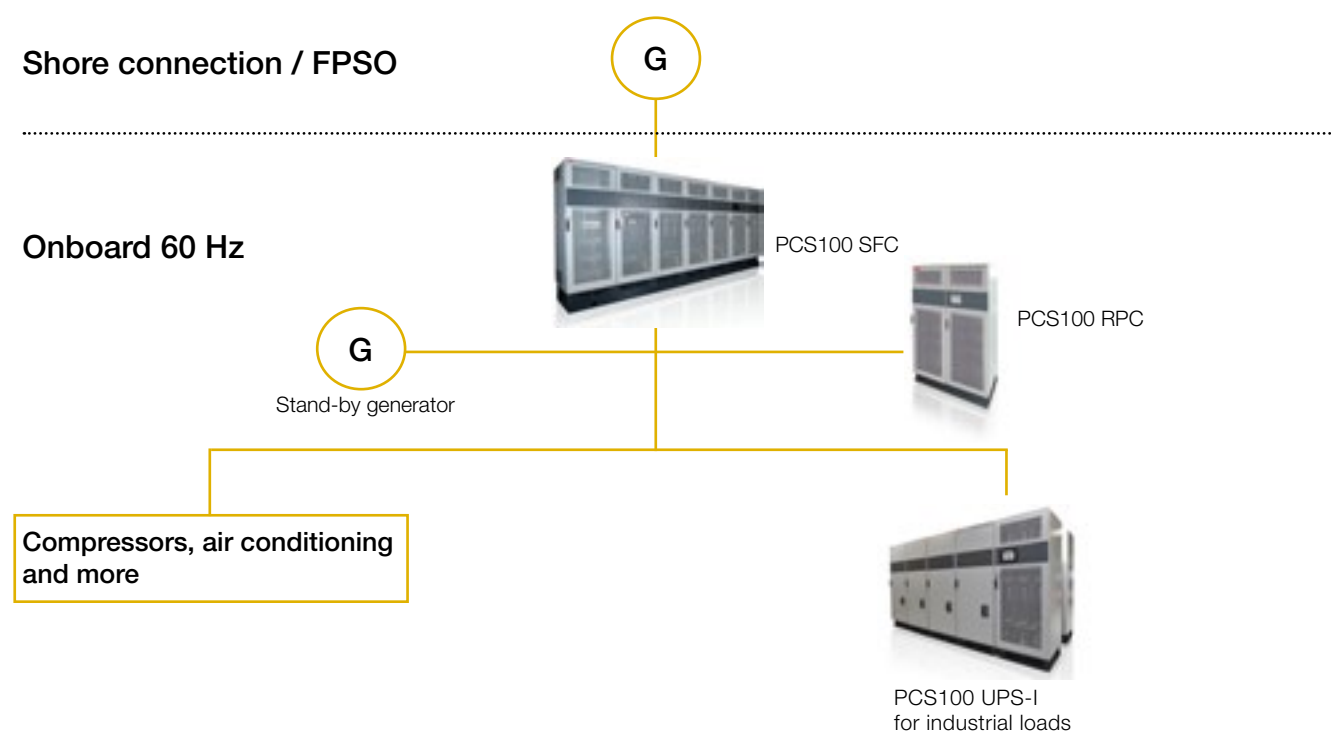 Shore connection / FPSO
G
Onboard 60 Hz
PCS100 SFC
PCS100 RPC
G
Stand-by generator
Compressors, air conditioning
and more
PCS100 UPS-I
for industrial loads